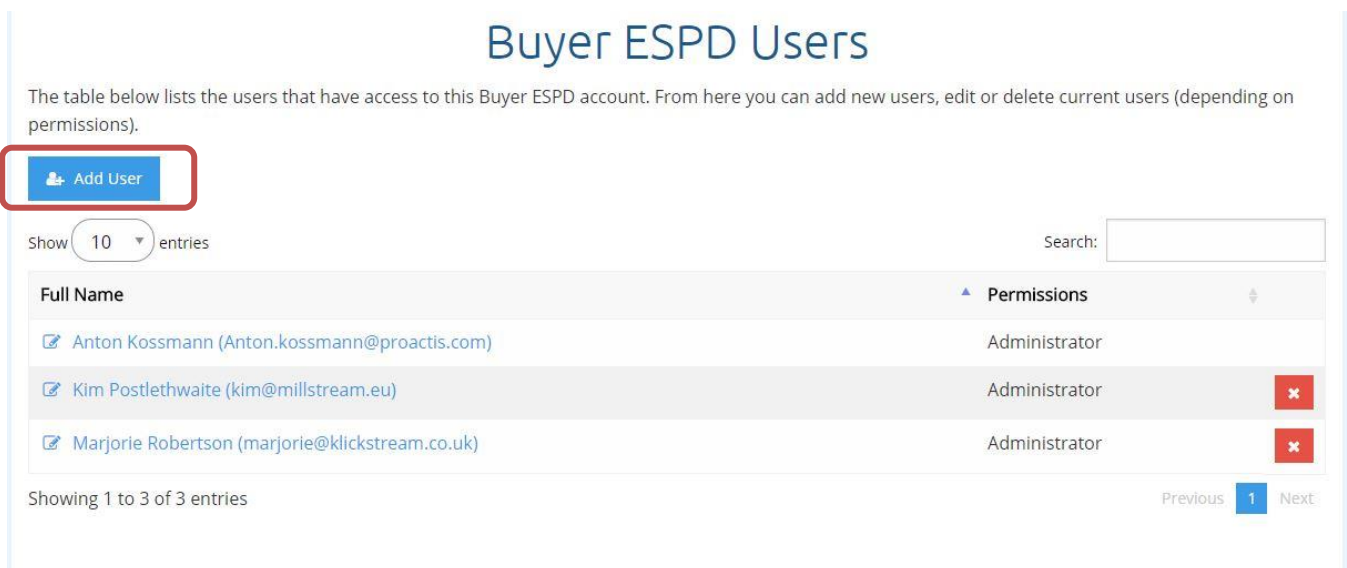 Buyer ESPD Users
The table below lists the users that have access to this Buyer ESPD account. From here you can add new users, edit or delete current users (depending on
permissions).
Add User
Show 10 entries Search:
Full Name Permissions
Anton Kossmann (Anton.kossmann@proactis.com) Administrator
Kim Postlethwaite (kim@millstream.eu) Administrator
Marjorie Robertson (marjorie@klickstream.co.uk) Administrator
Showing 1 to 3 of 3 entries Previous 1 Next